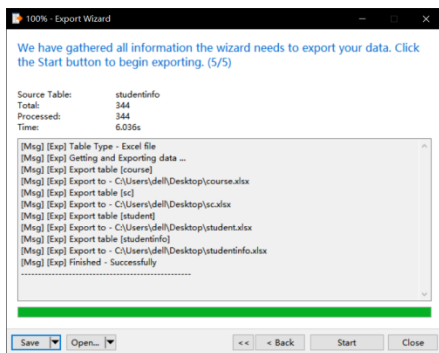 100% - Export Wizard
We have gathered all information the wizard needs to export your data. Click
the Start button to begin exporting. (5/5)
Source Table: studentinfo
Total: 344
Processed: 344
Time: 6.036s
[Msg] [Exp] Table Type - Excel file
[Msg] [Exp] Getting and Exporting data ...
[Msg] [Exp] Export table [course]
[Msg] [Exp] Export to - C:\Users\dell\Desktop\course.xlsx
[Msg] [Exp] Export table [sc]
[Msg] [Exp] Export to - C:\Users\dell\Desktop\sc.xlsx
[Msg] [Exp] Export table [student]
[Msg] [Exp] Export to - C:\Users\dell\Desktop\student.xlsx
[Msg] [Exp] Export table [studentinfo]
[Msg] [Exp] Export to - C:\Users\dell\Desktop\studentinfo.xlsx
[Msg] [Exp] Finished - Successfully
--------------------------------------------------
Save Open... << < Back Start Close